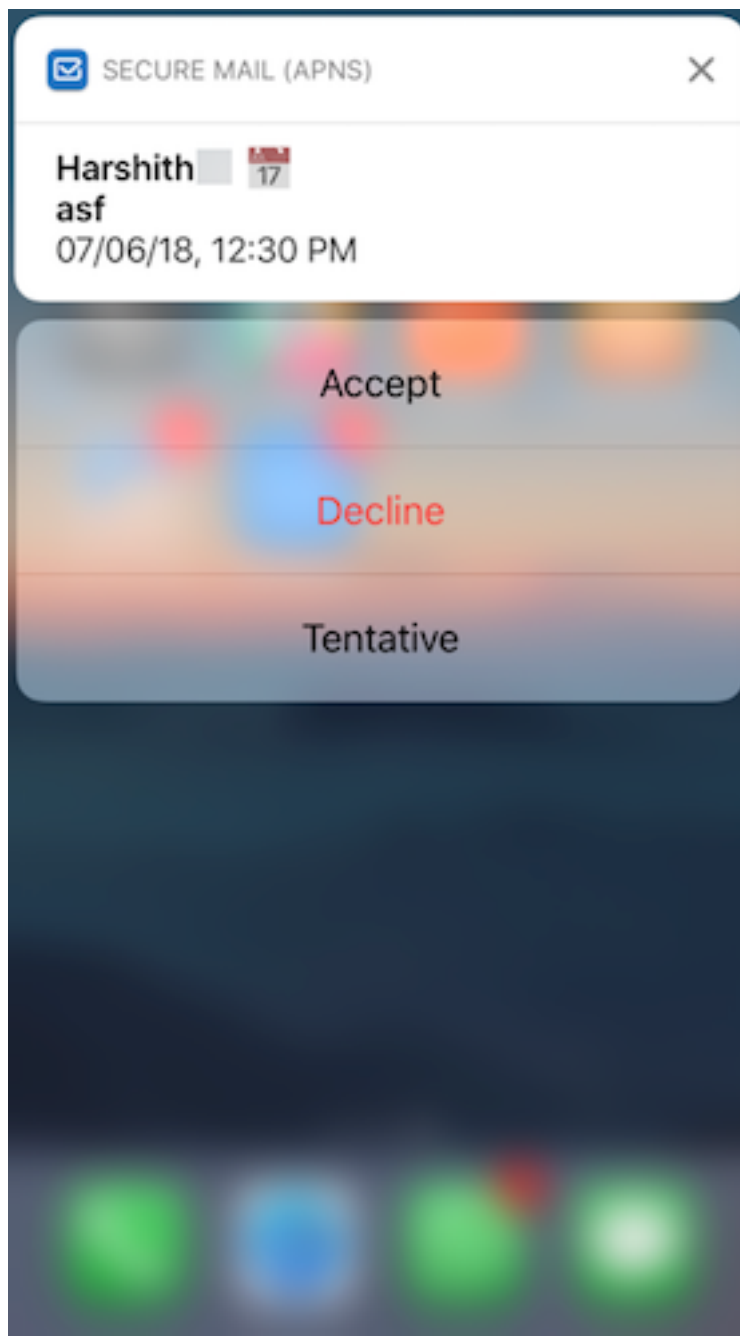 SECURE MAIL (APNS)
Harshith 17
asf
07/06/18, 12:30 PM
Accept
Decline
Tentative